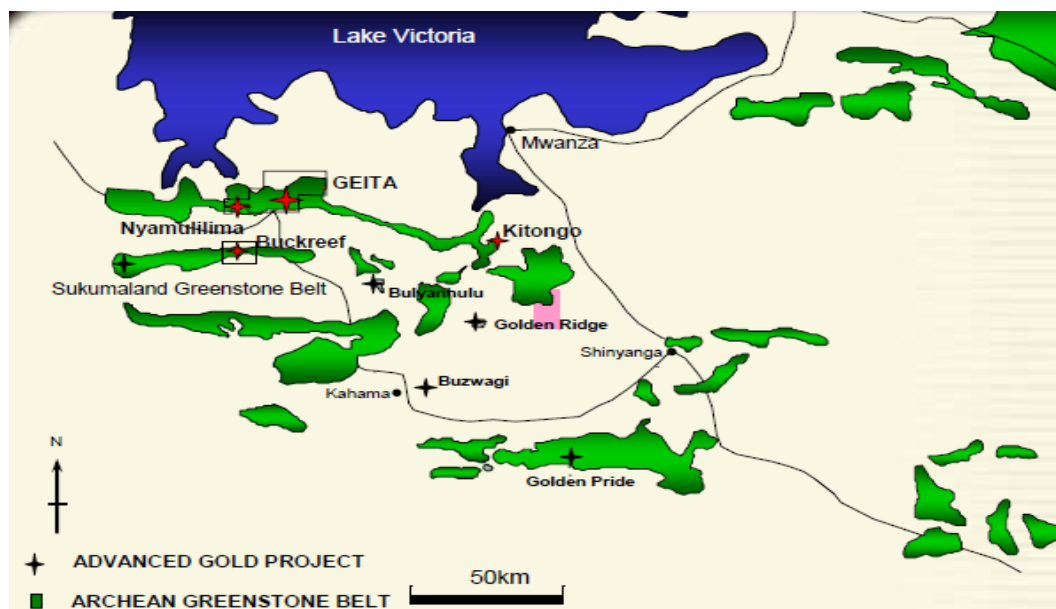 Lake Victoria
Mwanza
GEITA
Nyamulilima
Buckreef
Kitongo
Sukumaland Greenstone Belt
Bulyanhulu
Golden Ridge
Shinyanga
Kahama
Buzwagi
N
Golden Pride
ADVANCED GOLD PROJECT
50km
ARCHEAN GREENSTONE BELT